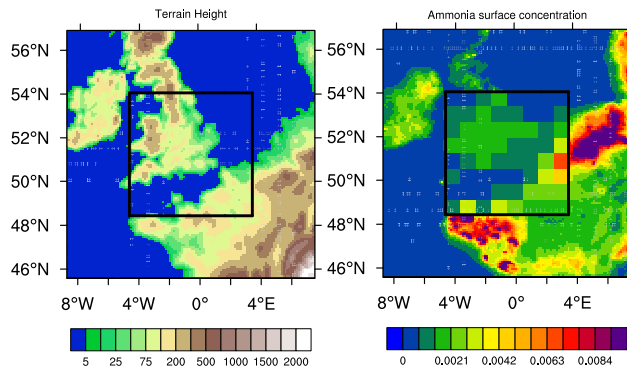 Terrain Height
Ammonia surface concentration
56°N
54°N
52°N
50°N
48°N
46°N
8°W 4°W 0° 4°E
5 25 75 200 500 1000 1500 2000
56°N
54°N
52°N
50°N
48°N
46°N
8°W 4°W 0° 4°E
0 0.0021 0.0042 0.0063 0.0084